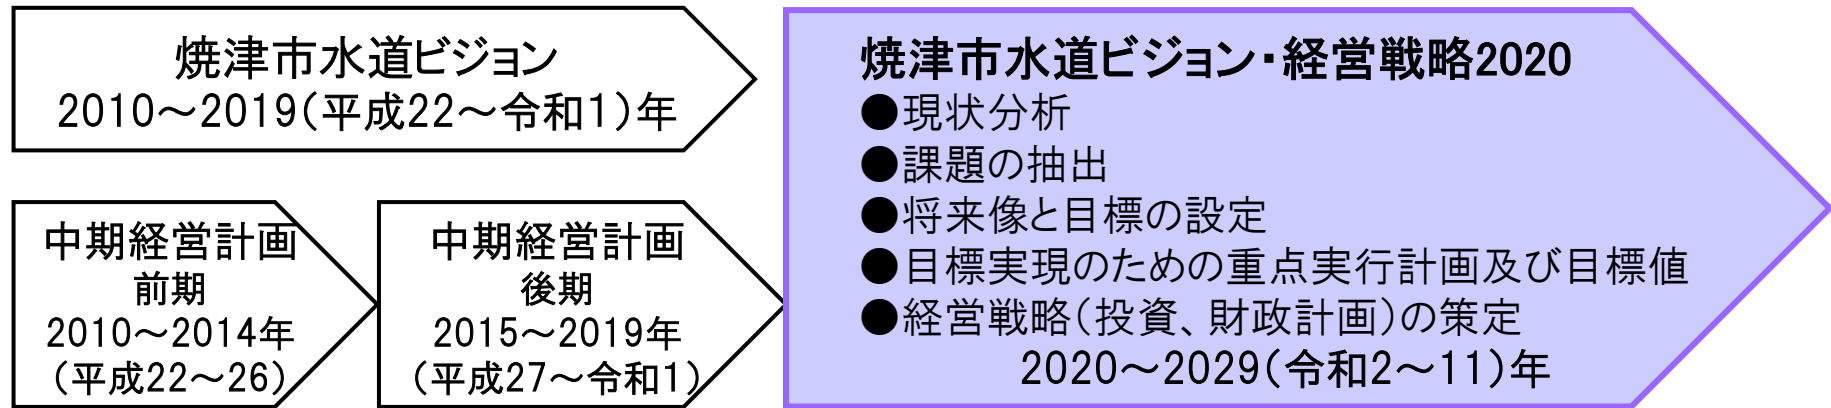 焼津市水道ビジョン
2010～2019(平成22～令和1)年
中期経営計画
前期
2010～2014年
(平成22～26)
中期経営計画
後期
2015～2019年
(平成27～令和1)
焼津市水道ビジョン・経営戦略2020
●現状分析
●課題の抽出
●将来像と目標の設定
●目標実現のための重点実行計画及び目標値
●経営戦略(投資、財政計画)の策定
2020～2029(令和2～11)年